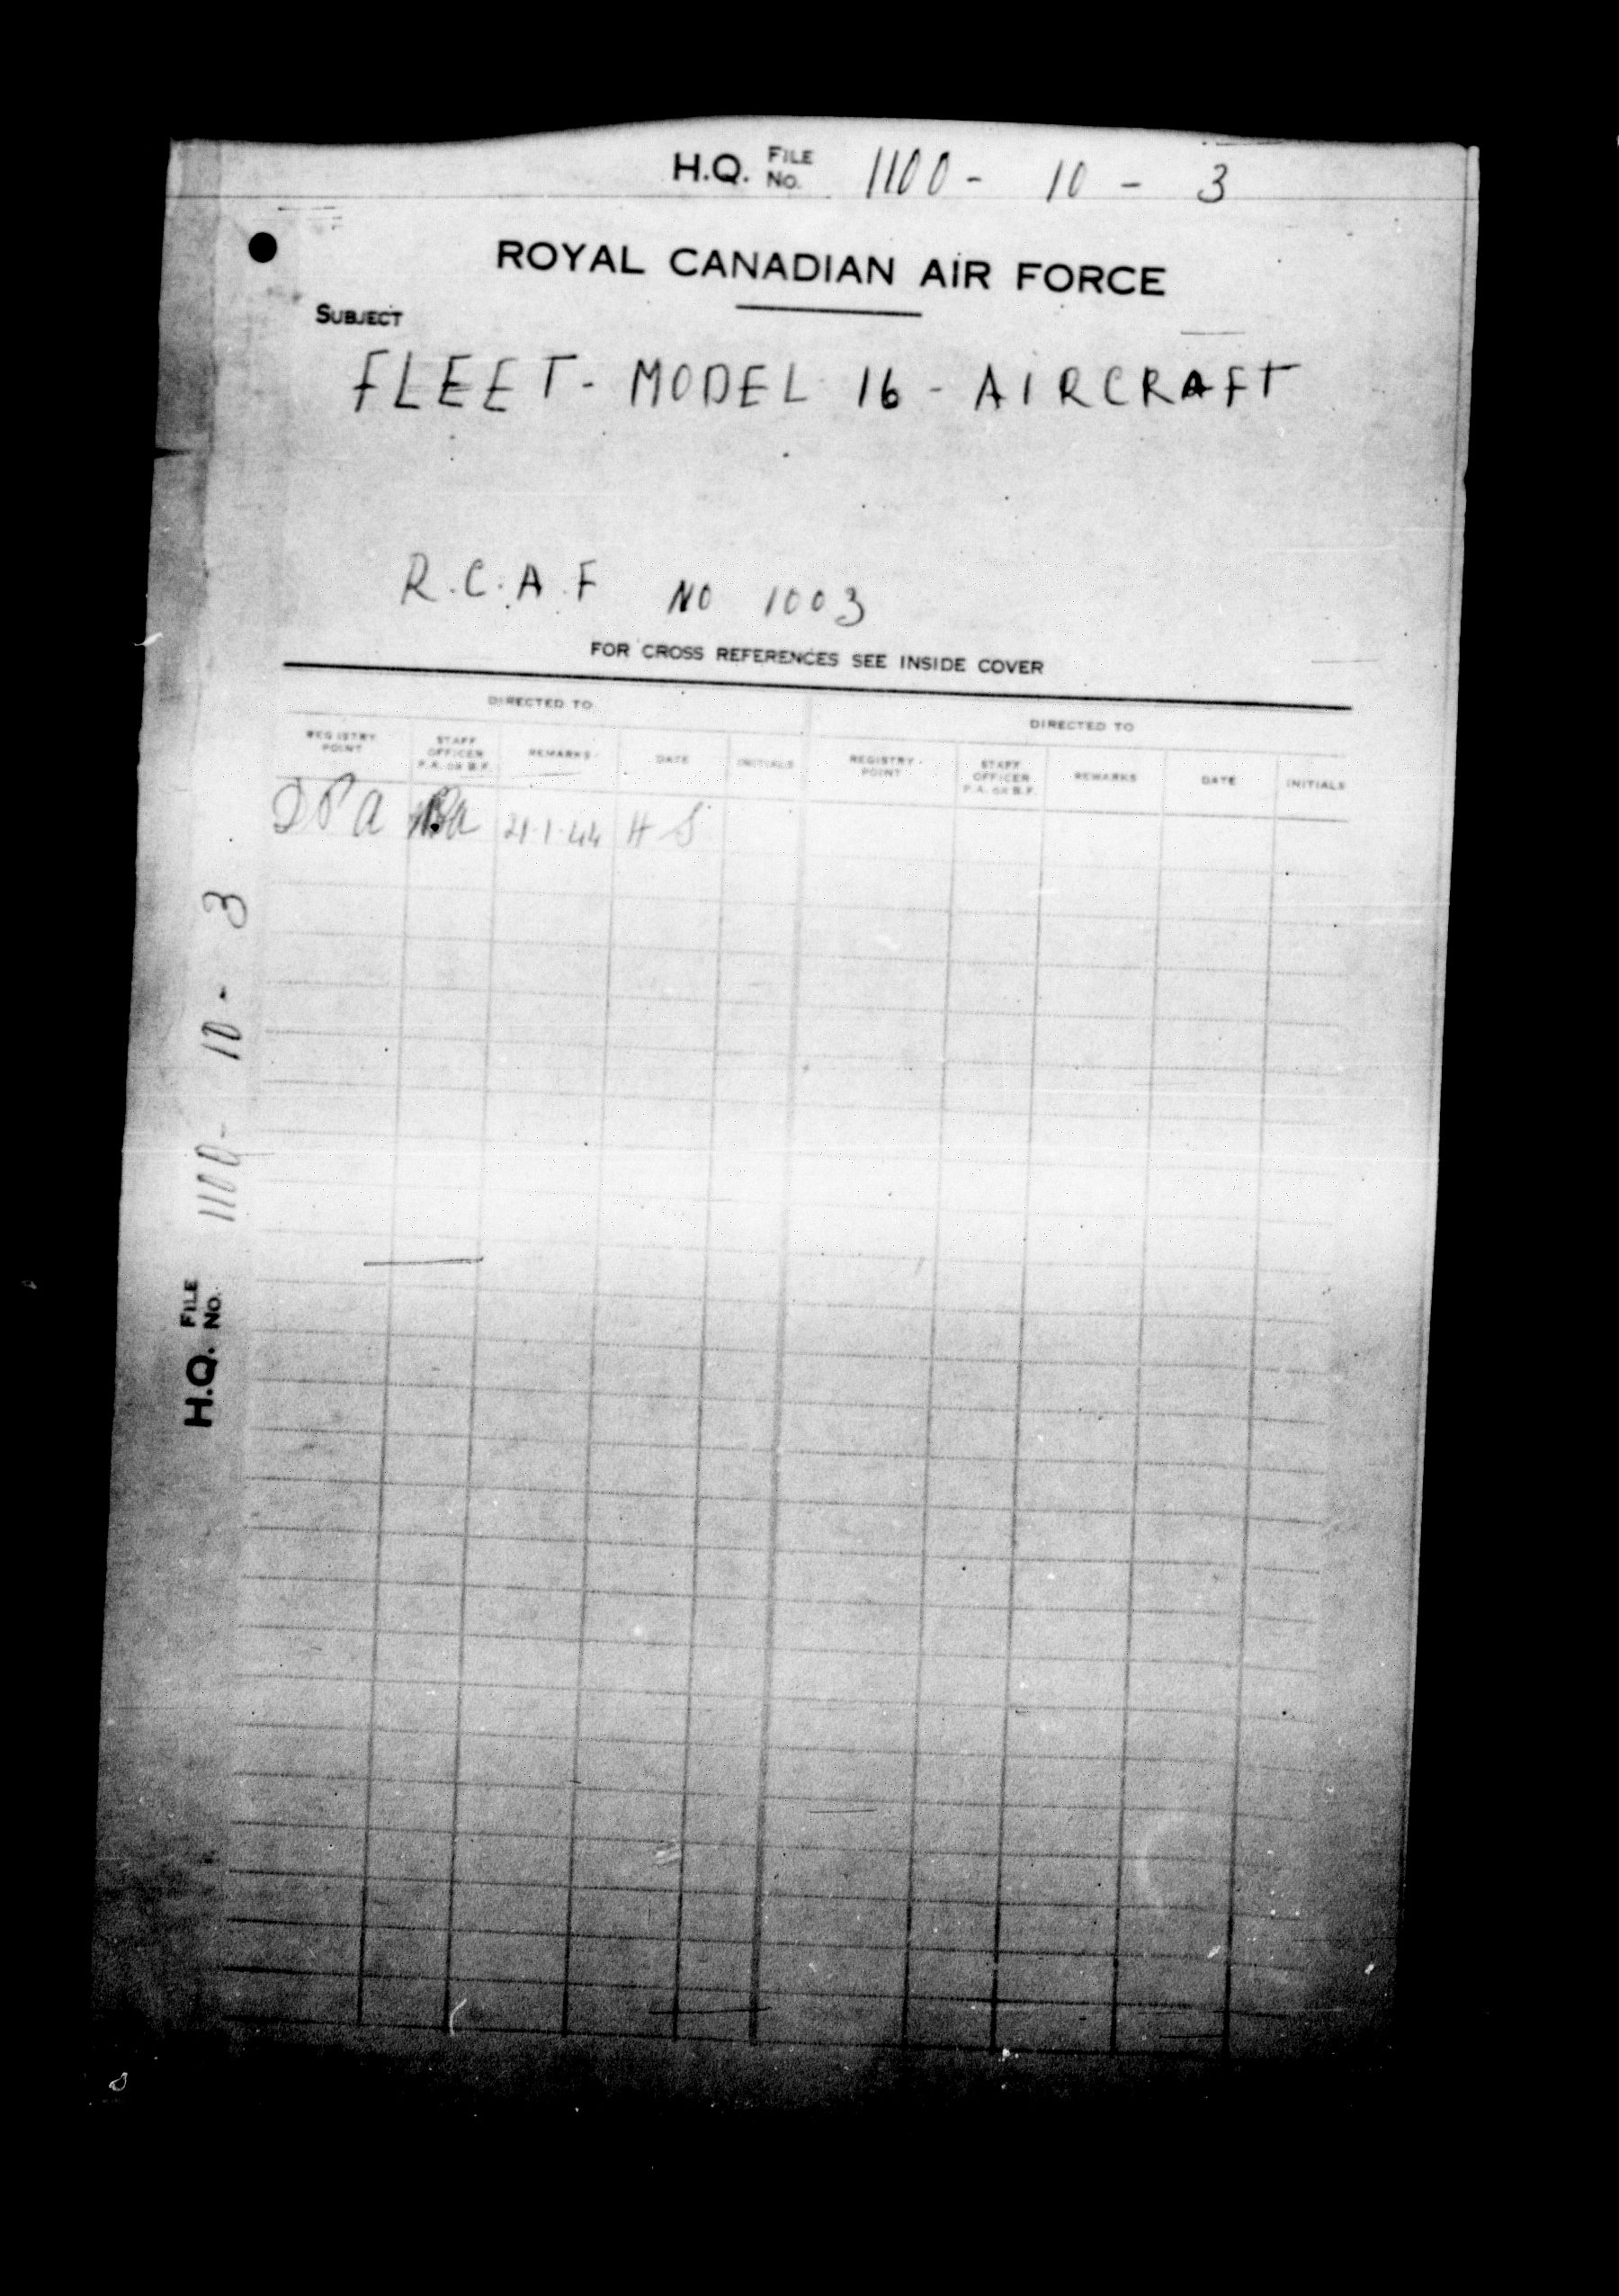 H.Q. FILE No. 1100 - 10 - 3
ROYAL CANADIAN AIR FORCE
SUBJECT
FLEET - MODEL 16 - AIRCRAFT
R.C.A.F NO 1003
FOR CROSS REFERENCES SEE INSIDE COVER
DIRECTED TO DIRECTED TO
REGISTRY POINT STAFF OFFICER P.A. OR B.F. REMARKS DATE INITIALS REGISTRY POINT STAFF OFFICER P.A. OR B.F. REMARKS DATE INITIALS
1-44 H S
H.Q. FILE No. 1100 - 10 - 3